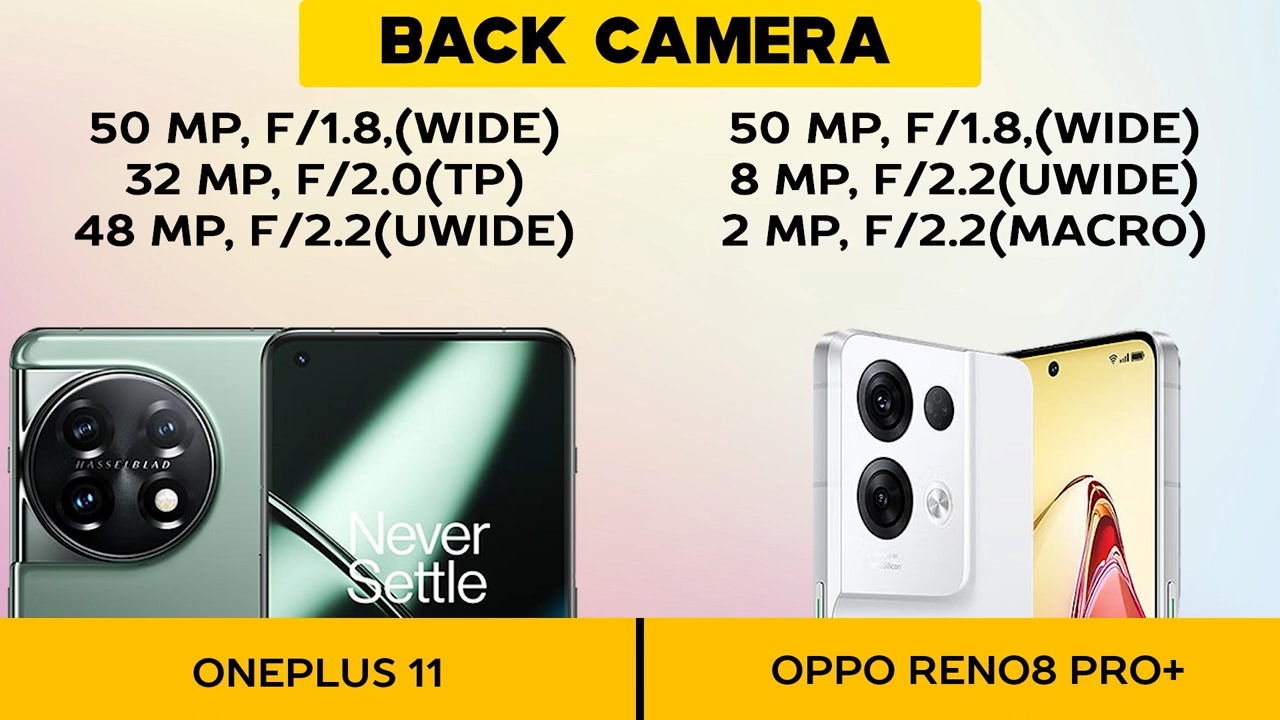 BACK CAMERA
50 MP, F/1.8,(WIDE)
32 MP, F/2.0(TP)
48 MP, F/2.2(UWIDE)
50 MP, F/1.8,(WIDE)
8 MP, F/2.2(UWIDE)
2 MP, F/2.2(MACRO)
HASSELBLAD
Never
Settle
ONEPLUS 11
OPPO RENO8 PRO+